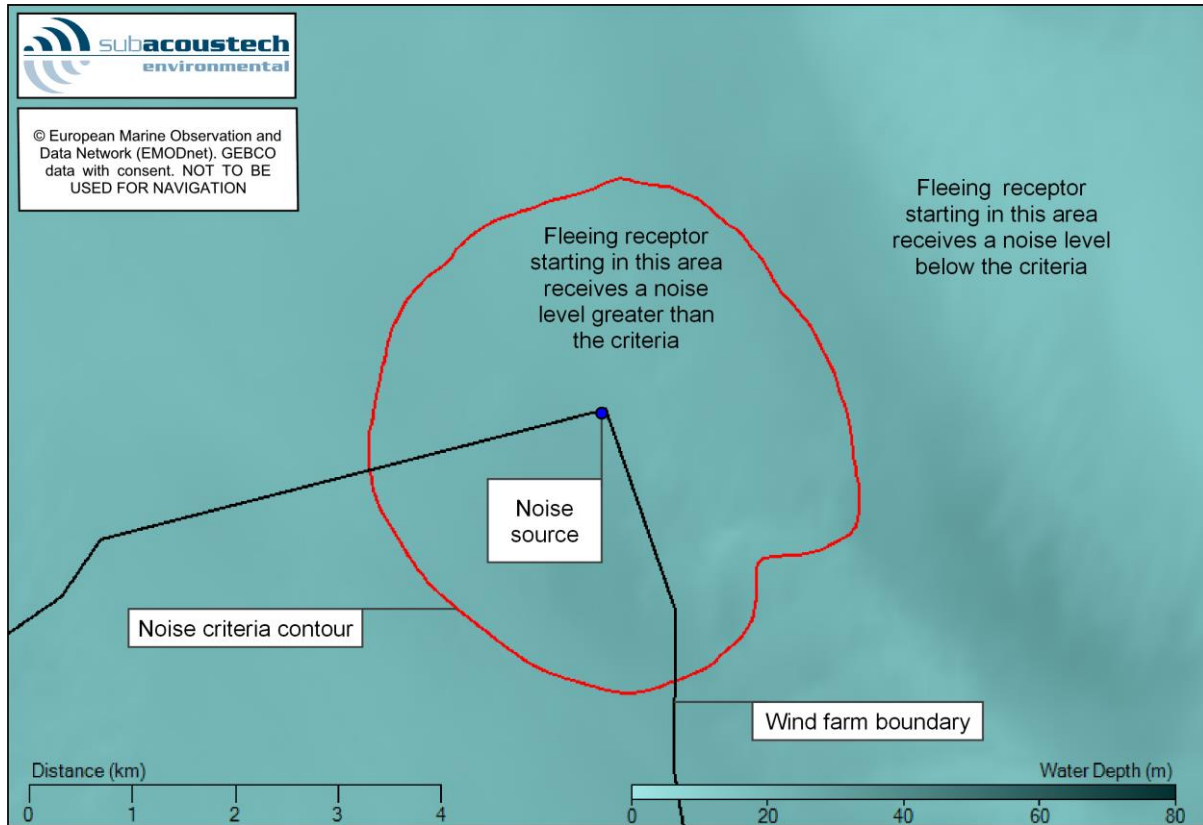 subacoustech
environmental
© European Marine Observation and
Data Network (EMODnet). GEBCO
data with consent. NOT TO BE
USED FOR NAVIGATION
Fleeing receptor
starting in this area
receives a noise
level greater than
the criteria
Fleeing receptor
starting in this area
receives a noise level
below the criteria
Noise
source
Noise criteria contour
Wind farm boundary
Distance (km)
0 1 2 3 4
Water Depth (m)
0 20 40 60 80